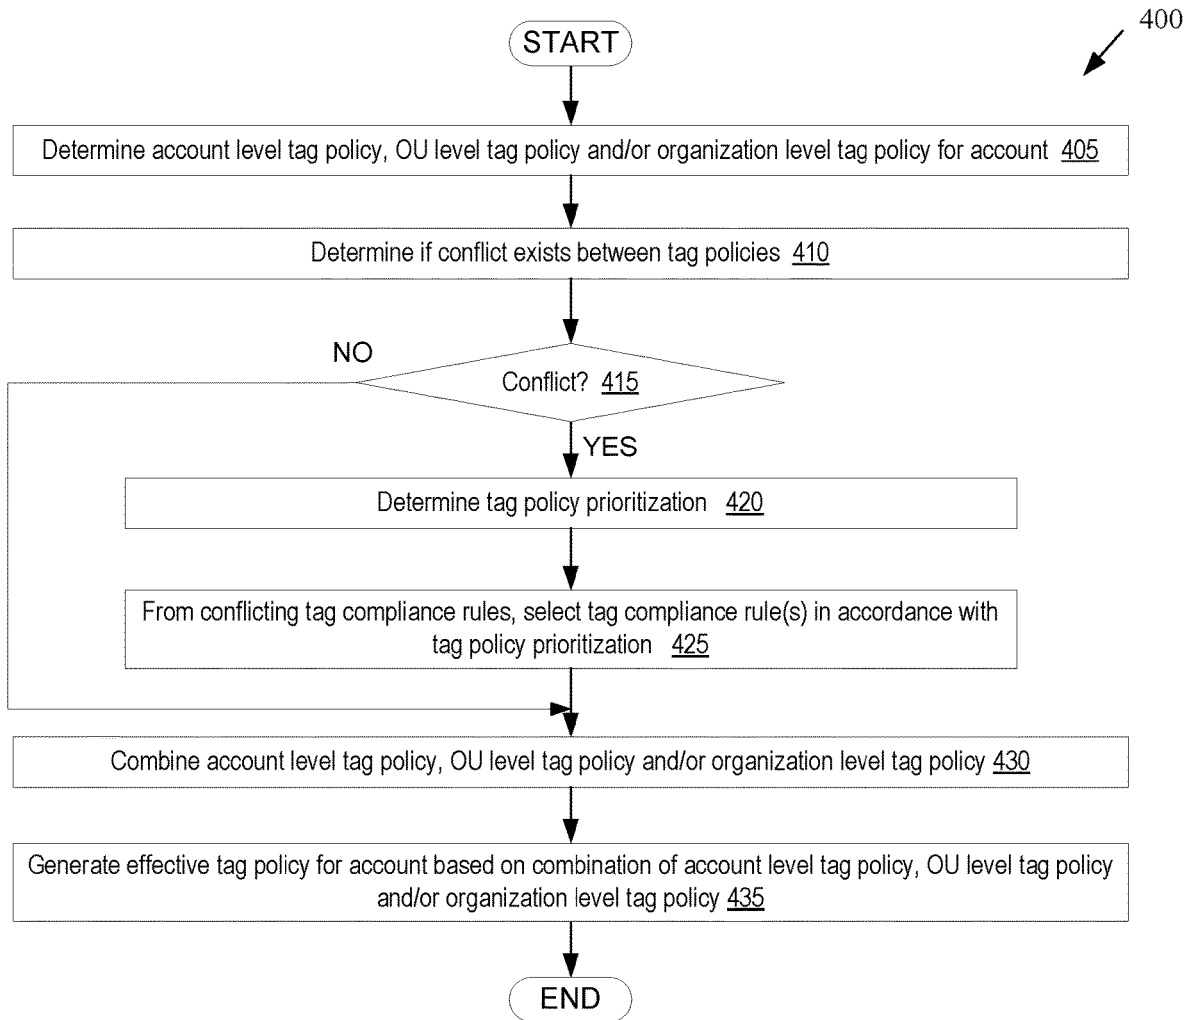 400
START
Determine account level tag policy, OU level tag policy and/or organization level tag policy for account 405
Determine if conflict exists between tag policies 410
NO
Conflict? 415
YES
Determine tag policy prioritization 420
From conflicting tag compliance rules, select tag compliance rule(s) in accordance with
tag policy prioritization 425
Combine account level tag policy, OU level tag policy and/or organization level tag policy 430
Generate effective tag policy for account based on combination of account level tag policy, OU level tag policy
and/or organization level tag policy 435
END